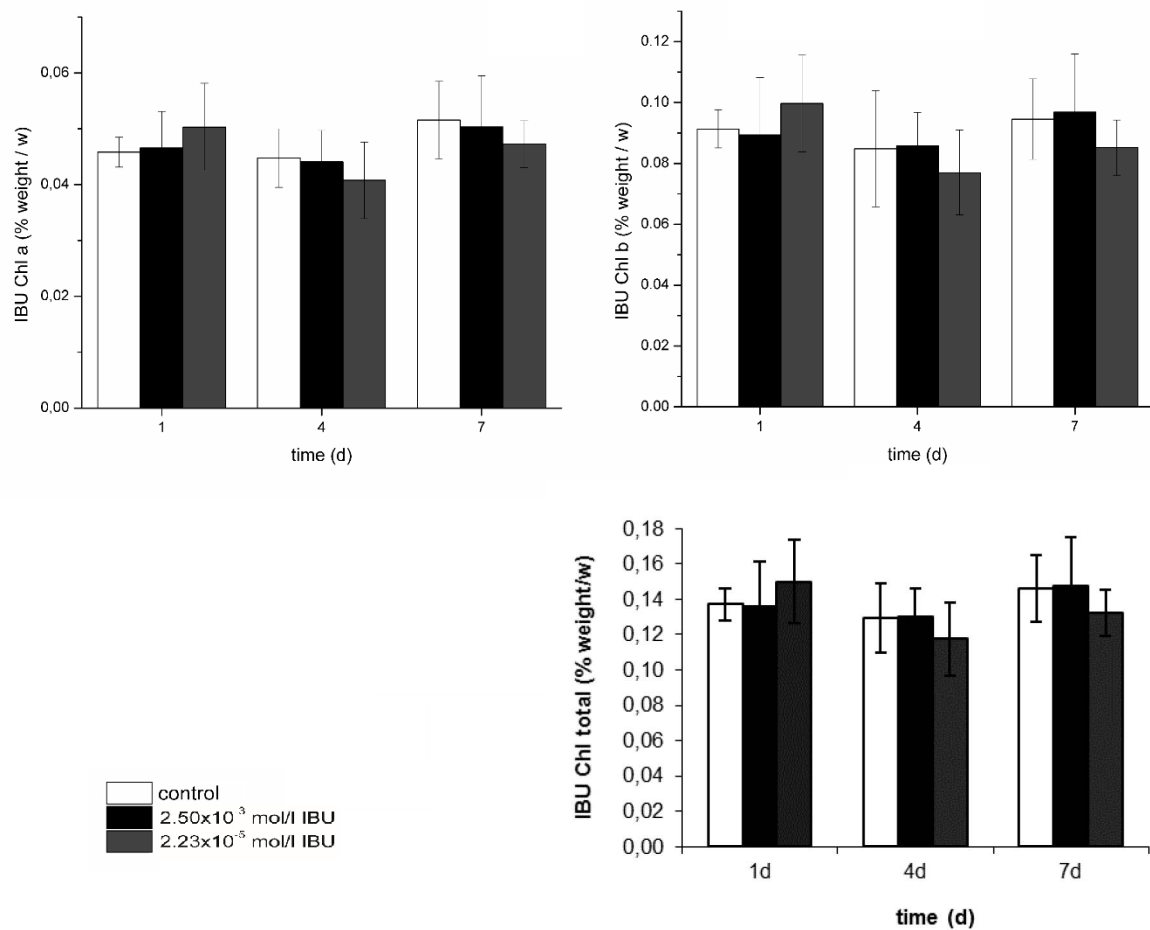 IBU Chl a (% weight / w)
0,06
0,04
0,02
0,00
1 4 7
time (d)
IBU Chl b (% weight / w)
0.12
0.10
0.08
0.06
0.04
0.02
0.00
1 4 7
time (d)
IBU Chl total (% weight/w)
0,18
0,16
0,14
0,12
0,10
0,08
0,06
0,04
0,02
0,00
1d 4d 7d
time (d)
control
2.50x10⁻³ mol/l IBU
2.23x10⁻⁵ mol/l IBU